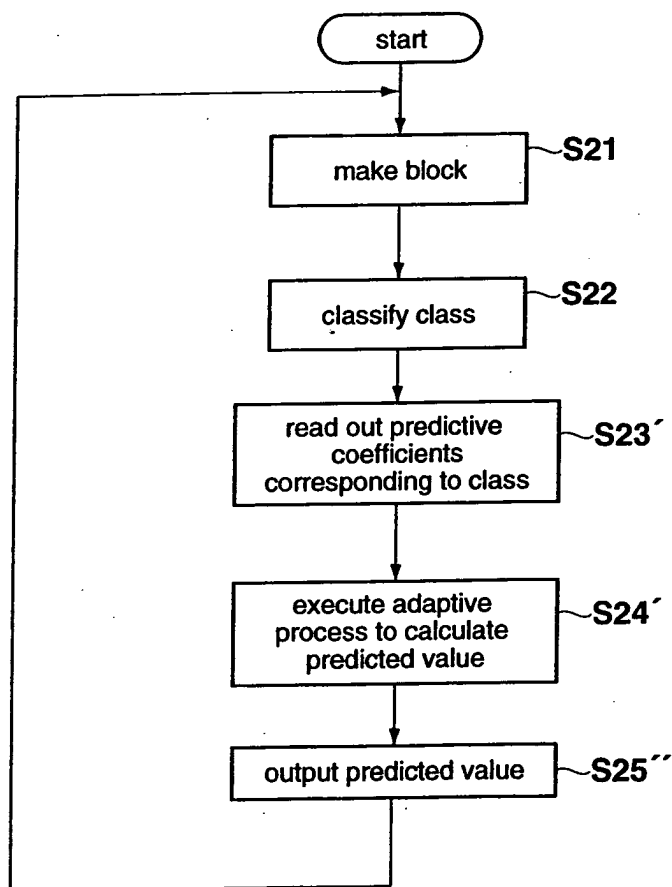 start
make block
S21
classify class
S22
read out predictive
coefficients
corresponding to class
S23´
execute adaptive
process to calculate
predicted value
S24´
output predicted value
S25´´